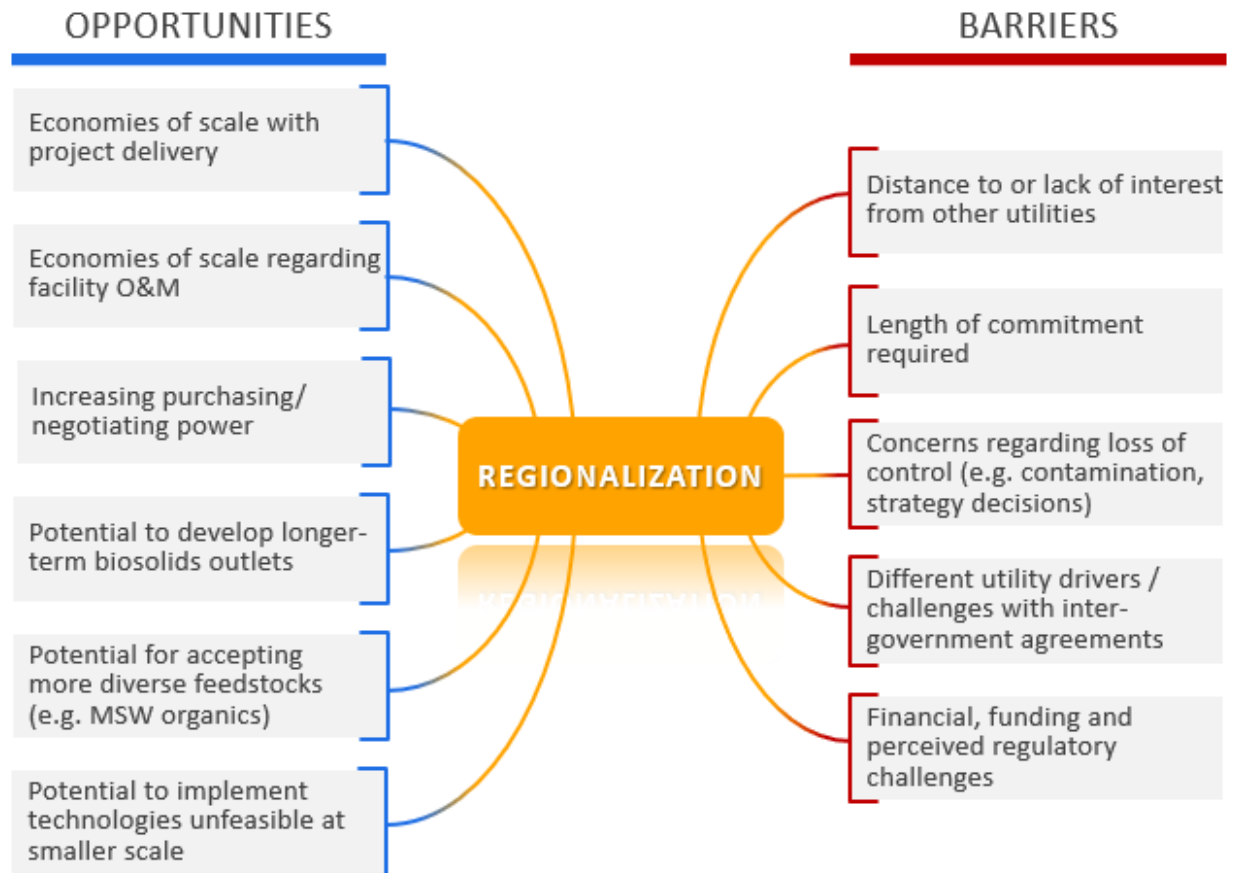 OPPORTUNITIES
Economies of scale with
project delivery
Economies of scale regarding
facility O&M
Increasing purchasing/
negotiating power
Potential to develop longer-
term biosolids outlets
Potential for accepting
more diverse feedstocks
(e.g. MSW organics)
Potential to implement
technologies unfeasible at
smaller scale
REGIONALIZATION
BARRIERS
Distance to or lack of interest
from other utilities
Length of commitment
required
Concerns regarding loss of
control (e.g. contamination,
strategy decisions)
Different utility drivers /
challenges with inter-
government agreements
Financial, funding and
perceived regulatory
challenges